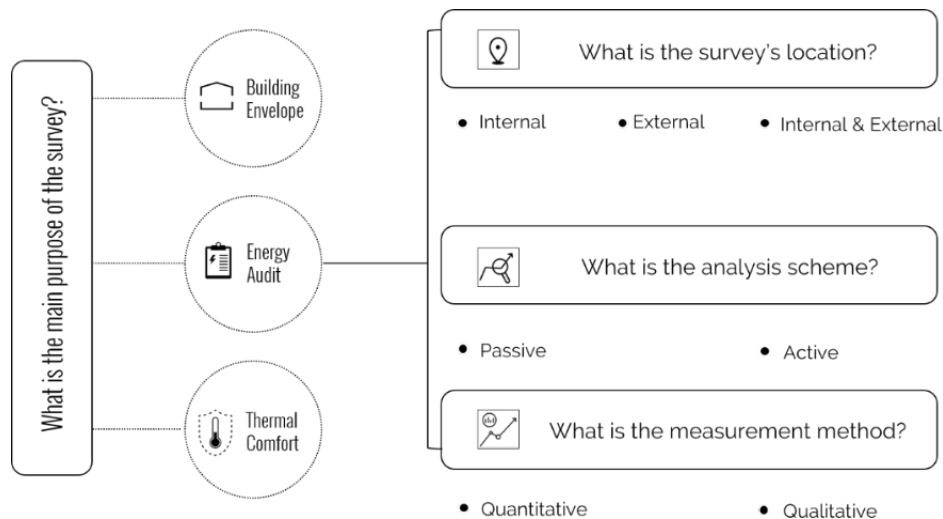 What is the main purpose of the survey?
Building
Envelope
Energy
Audit
Thermal
Comfort
What is the survey's location?
• Internal • External • Internal & External
What is the analysis scheme?
• Passive • Active
What is the measurement method?
• Quantitative • Qualitative